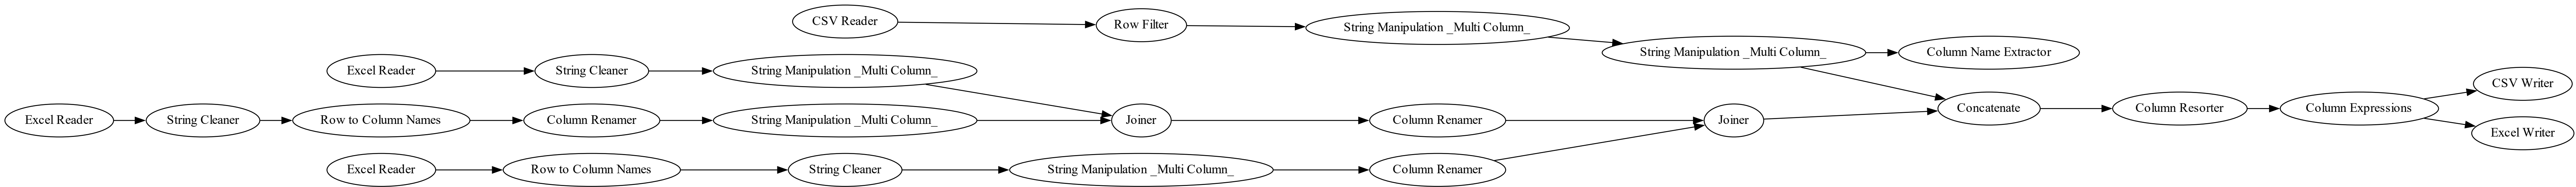 CSV Reader
Row Filter
String Manipulation _Multi Column_
String Manipulation _Multi Column_
Column Name Extractor
Excel Reader
String Cleaner
String Manipulation _Multi Column_
Excel Reader
String Cleaner
Row to Column Names
Column Renamer
String Manipulation _Multi Column_
Joiner
Column Renamer
Joiner
Concatenate
Column Resorter
Column Expressions
CSV Writer
Excel Writer
Excel Reader
Row to Column Names
String Cleaner
String Manipulation _Multi Column_
Column Renamer